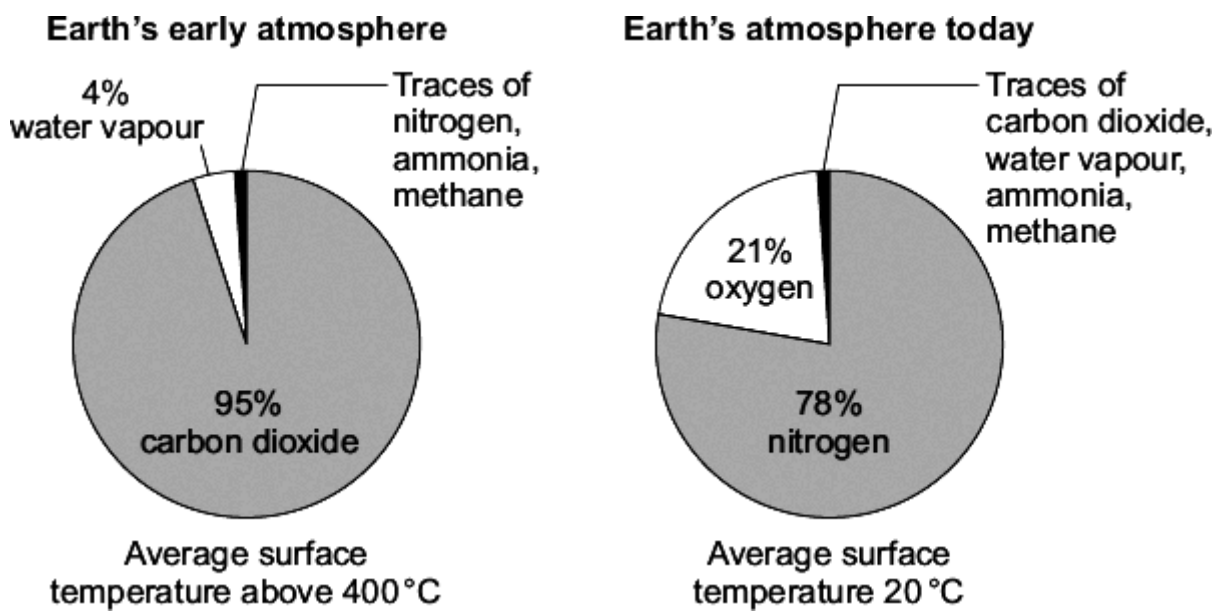 Earth's early atmosphere
4%
water vapour
Traces of
nitrogen,
ammonia,
methane
95%
carbon dioxide
Average surface
temperature above 400 °C
Earth's atmosphere today
Traces of
carbon dioxide,
water vapour,
ammonia,
methane
21%
oxygen
78%
nitrogen
Average surface
temperature 20 °C